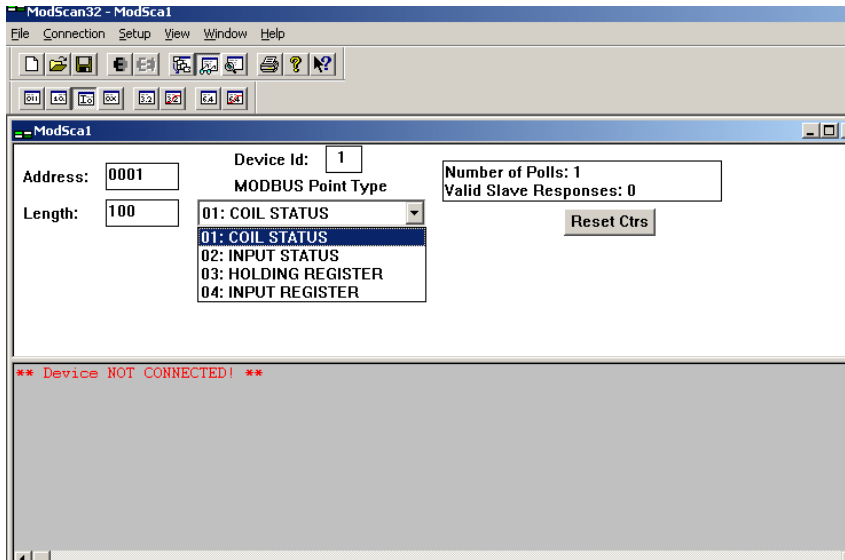 ModScan32 - ModSca1
File Connection Setup View Window Help
ModSca1
Device Id: 1
Address: 0001
MODBUS Point Type
Number of Polls: 1
Valid Slave Responses: 0
Length: 100
01: COIL STATUS
Reset Ctrs
01: COIL STATUS
02: INPUT STATUS
03: HOLDING REGISTER
04: INPUT REGISTER
** Device NOT CONNECTED! **